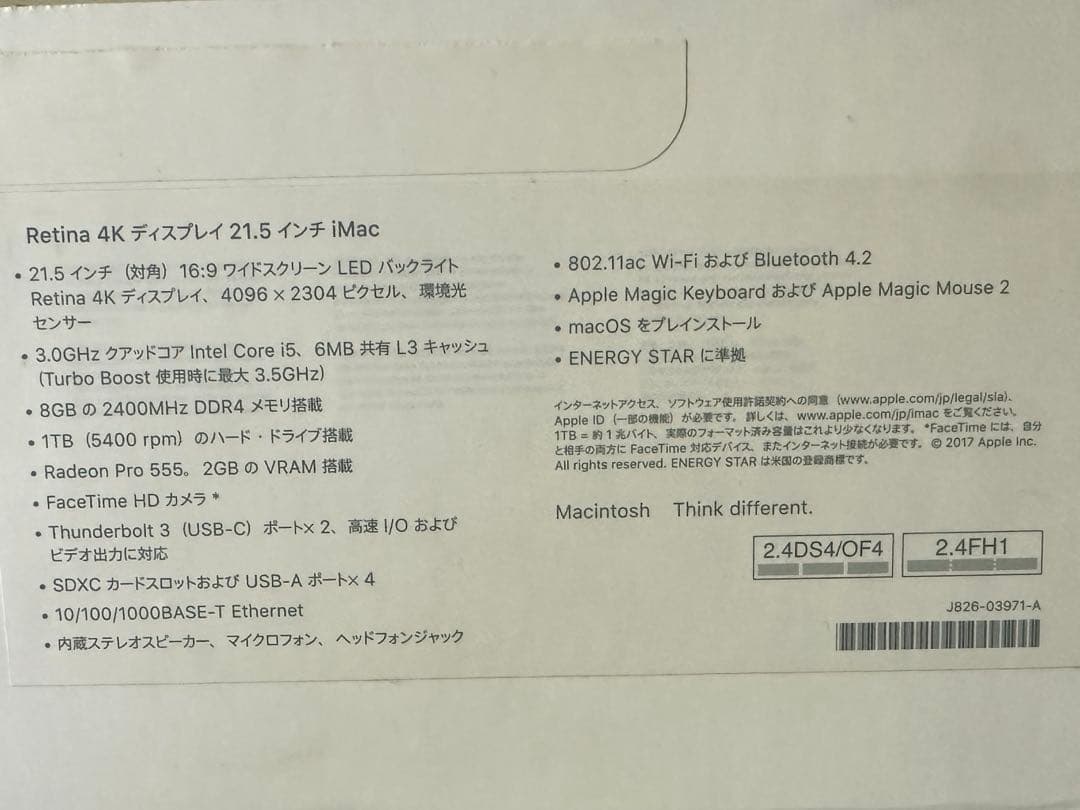 Retina 4K ディスプレイ 21.5 インチ iMac
• 21.5 インチ（対角）16:9 ワイドスクリーン LED バックライト
Retina 4K ディスプレイ、4096 × 2304 ピクセル、環境光
センサー
• 3.0GHz クアッドコア Intel Core i5、6MB 共有 L3 キャッシュ
(Turbo Boost 使用時に最大 3.5GHz)
• 8GB の 2400MHz DDR4 メモリ搭載
• 1TB（5400 rpm）のハード・ドライブ搭載
• Radeon Pro 555。2GB の VRAM 搭載
• FaceTime HD カメラ *
• Thunderbolt 3（USB-C）ポート× 2、高速 I/O および
ビデオ出力に対応
• SDXC カードスロットおよび USB-A ポート× 4
• 10/100/1000BASE-T Ethernet
• 内蔵ステレオスピーカー、マイクロフォン、ヘッドフォンジャック
• 802.11ac Wi-Fi および Bluetooth 4.2
• Apple Magic Keyboard および Apple Magic Mouse 2
• macOS をプレインストール
• ENERGY STAR に準拠
インターネットアクセス、ソフトウェア使用許諾契約への同意（www.apple.com/jp/legal/sla)、
Apple ID（一部の機能）が必要です。詳しくは、www.apple.com/jp/imac をご覧ください。
1TB = 約 1 兆バイト、実際のフォーマット済み容量はこれより少なくなります。*FaceTime には、自分
と相手の両方に FaceTime 対応デバイス、またインターネット接続が必要です。© 2017 Apple Inc.
All rights reserved. ENERGY STAR は米国の登録商標です。
Macintosh Think different.
2.4DS4/OF4
2.4FH1
J826-03971-A